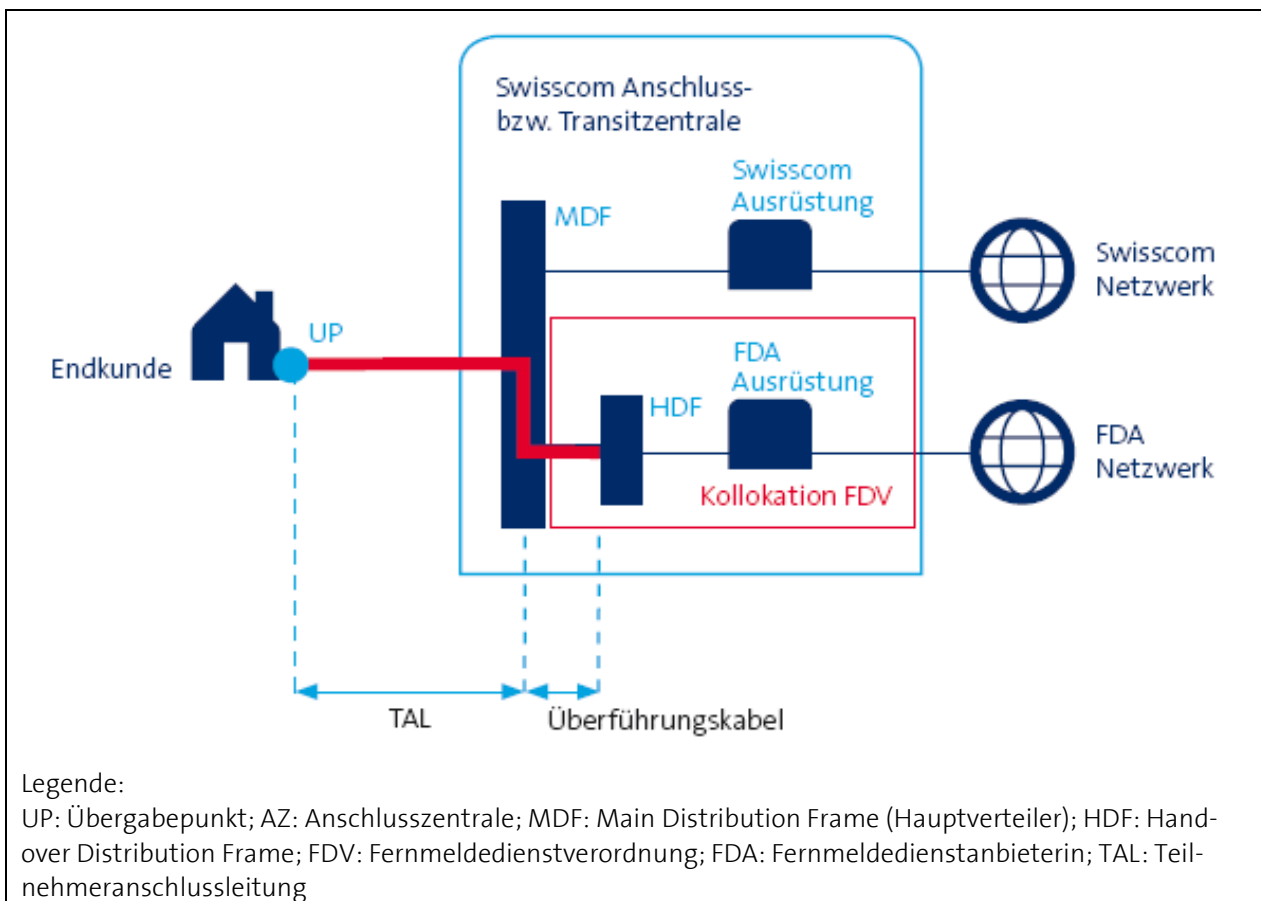 Swisscom Anschluss-
bzw. Transitzentrale
Swisscom
Ausrüstung
MDF
Swisscom
Netzwerk
UP
Endkunde
FDA
Ausrüstung
HDF
FDA
Netzwerk
Kollokation FDV
TAL
Überführungskabel
Legende:
UP: Übergabepunkt; AZ: Anschlusszentrale; MDF: Main Distribution Frame (Hauptverteiler); HDF: Hand-
over Distribution Frame; FDV: Fernmeldedienstverordnung; FDA: Fernmeldedienstanbieterin; TAL: Teil-
nehmeranschlussleitung